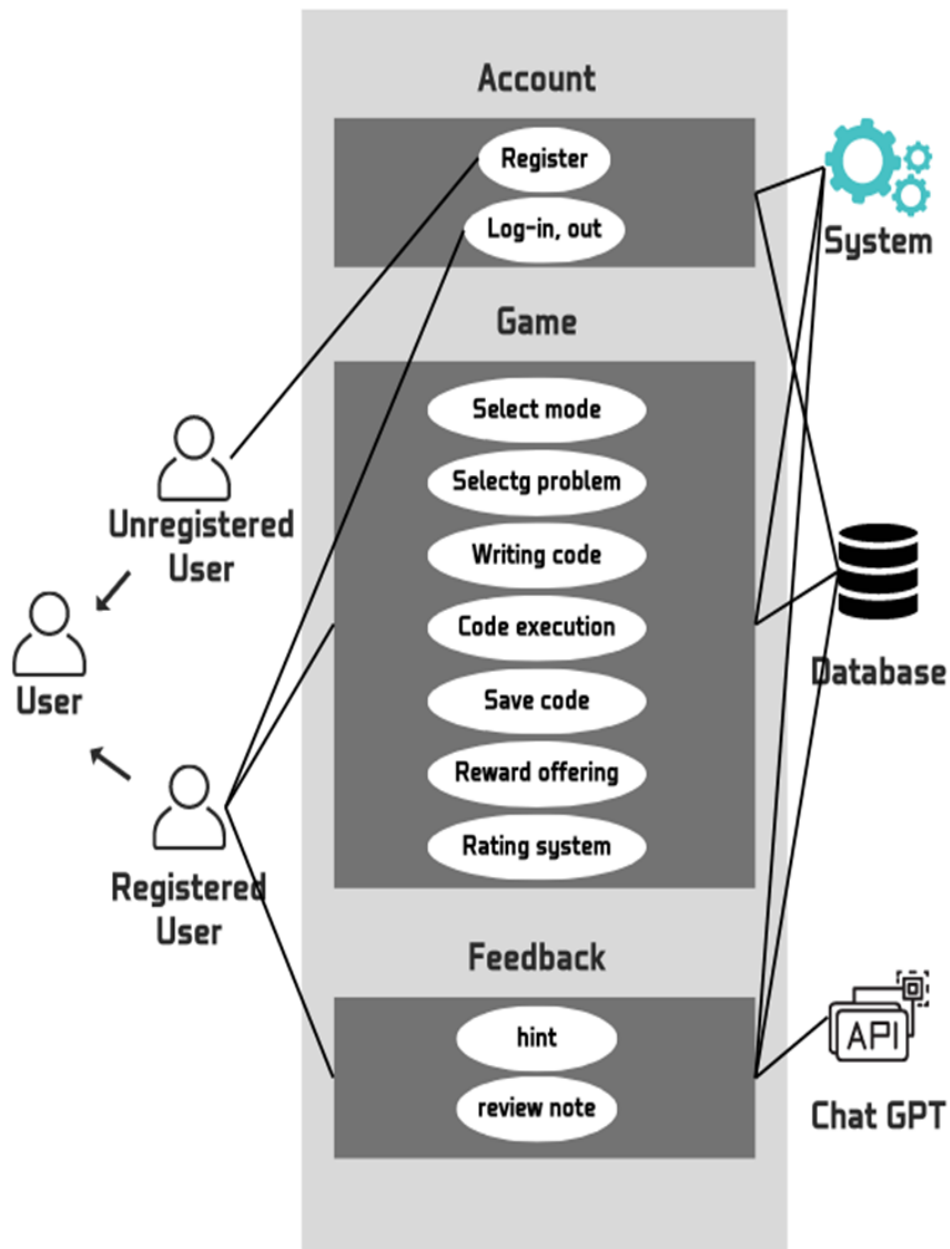 Account
Register
Log-in, out
System
Game
Select mode
Selectg problem
Writing code
Code execution
Save code
Reward offering
Rating system
Unregistered
User
User
Registered
User
Database
Feedback
hint
review note
API
Chat GPT